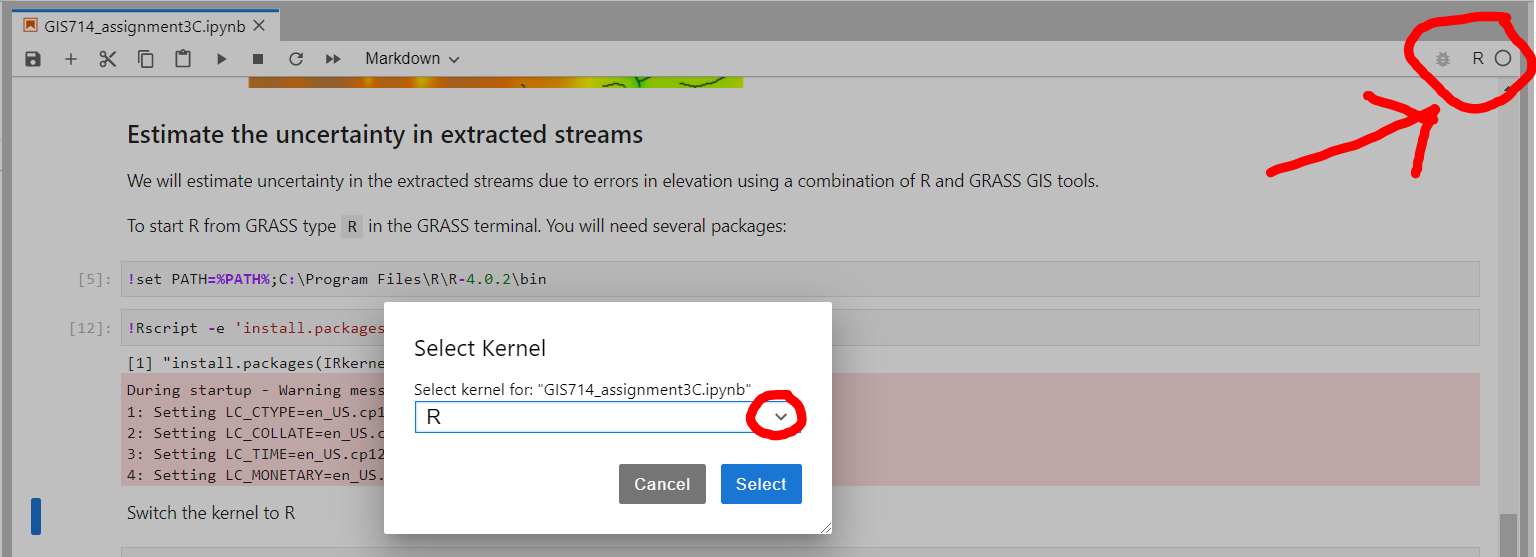 GIS714_assignment3C.ipynb
Markdown
R
Estimate the uncertainty in extracted streams
We will estimate uncertainty in the extracted streams due to errors in elevation using a combination of R and GRASS GIS tools.
To start R from GRASS type R in the GRASS terminal. You will need several packages:
[5]: !set PATH=%PATH%;C:\Program Files\R\R-4.0.2\bin
[12]: !Rscript -e 'install.packages
[1] "install.packages(IRkerne
During startup - Warning mess
1: Setting LC_CTYPE=en_US.cp1
2: Setting LC_COLLATE=en_US.c
3: Setting LC_TIME=en_US.cp12
4: Setting LC_MONETARY=en_US.
Switch the kernel to R
Select Kernel
Select kernel for: "GIS714_assignment3C.ipynb"
R
Cancel Select